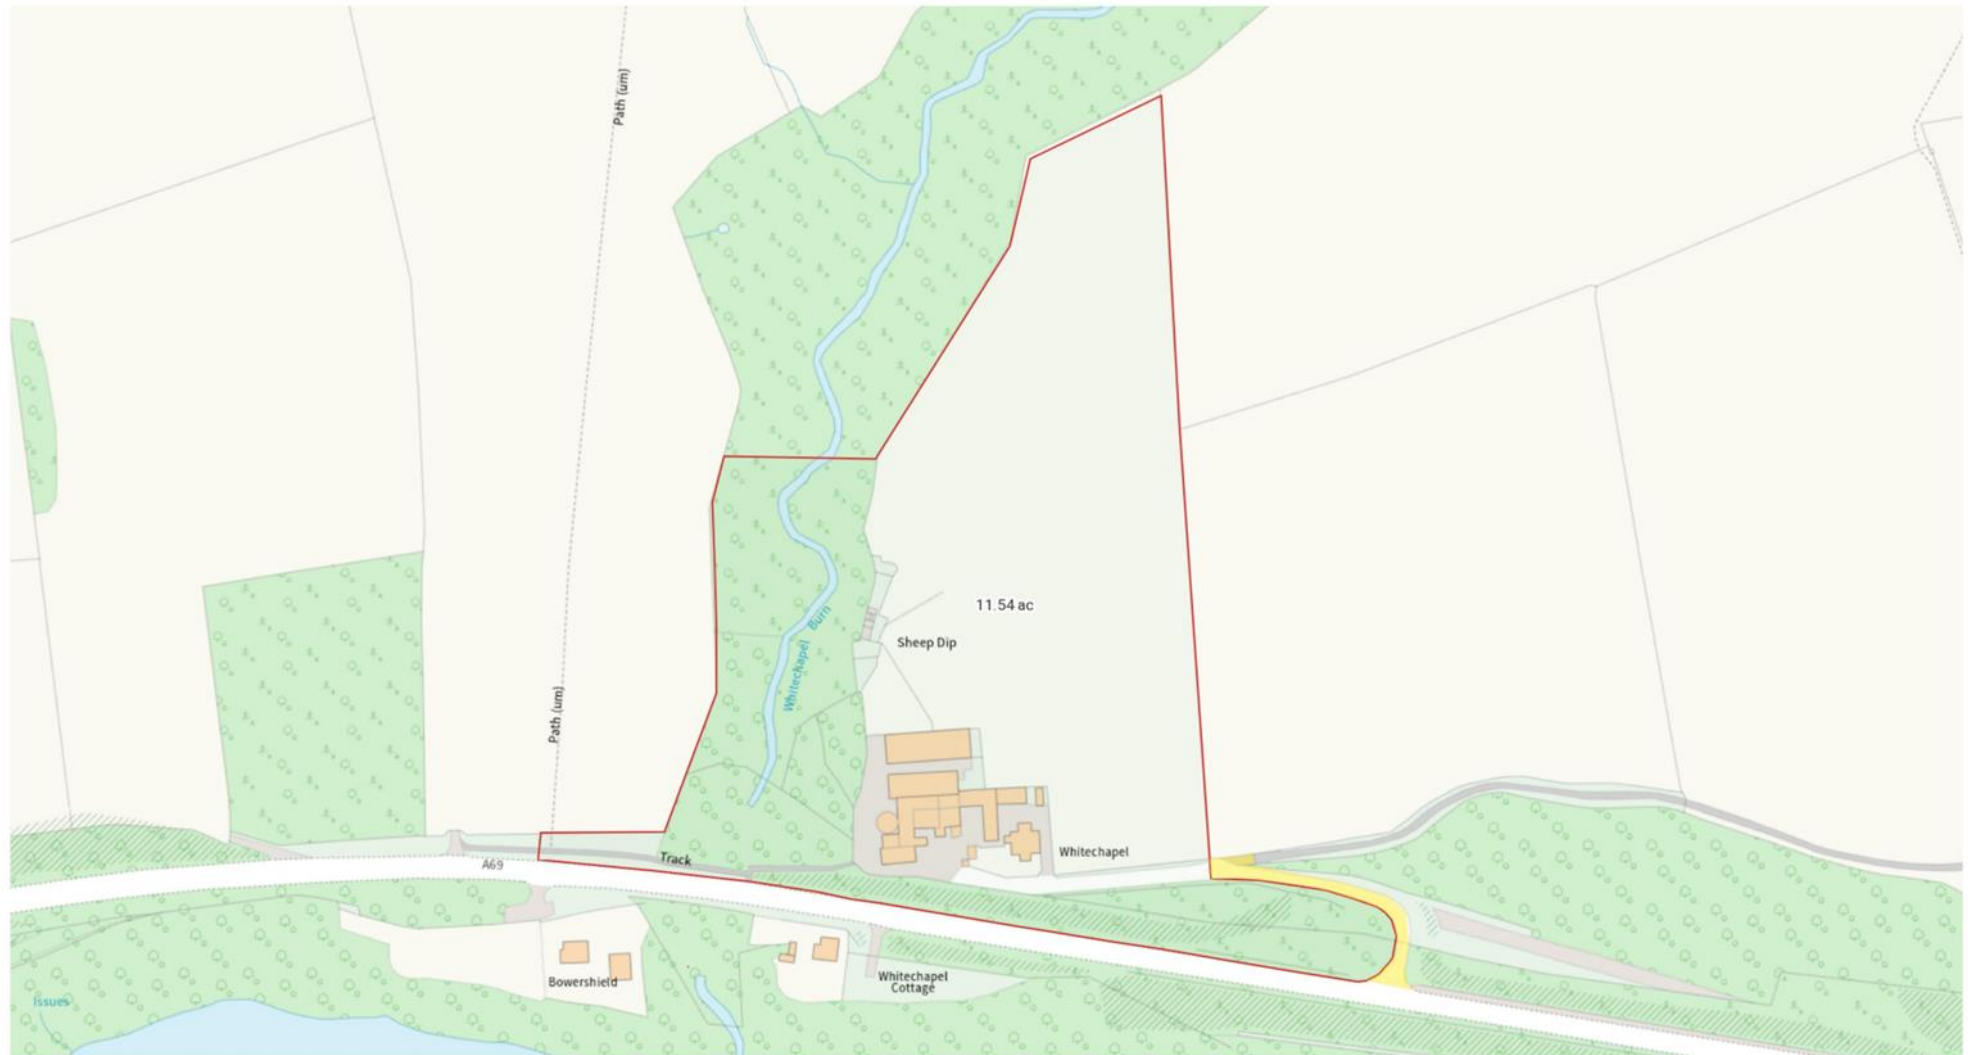 Path (um)
11.54 ac
Burn
Whitechapel
Sheep Dip
Path (um)
Whitechapel
Track
A69
Bowershield
Whitechapel
Cottage
Issues